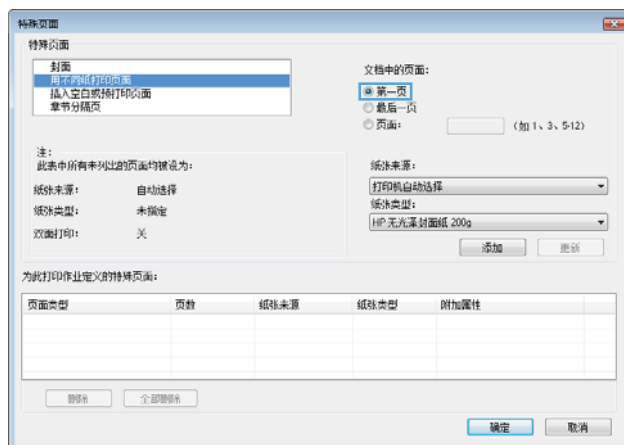 特殊页面
特殊页面
封面
用不同纸打印页面
插入空白或预打印页面
章节分隔页
文档中的页面:
第一页
最后一页
页面: (如 1、3、5-12)
注:
此表中所有未列出的页面均被设为:
纸张来源: 自动选择
纸张类型: 未指定
双面打印: 关
纸张来源:
打印机自动选择
纸张类型:
HP 无光泽封面纸 200g
添加 更新
为此打印作业定义的特殊页面:
页面类型 页数 纸张来源 纸张类型 附加属性
删除 全部删除
确定 取消